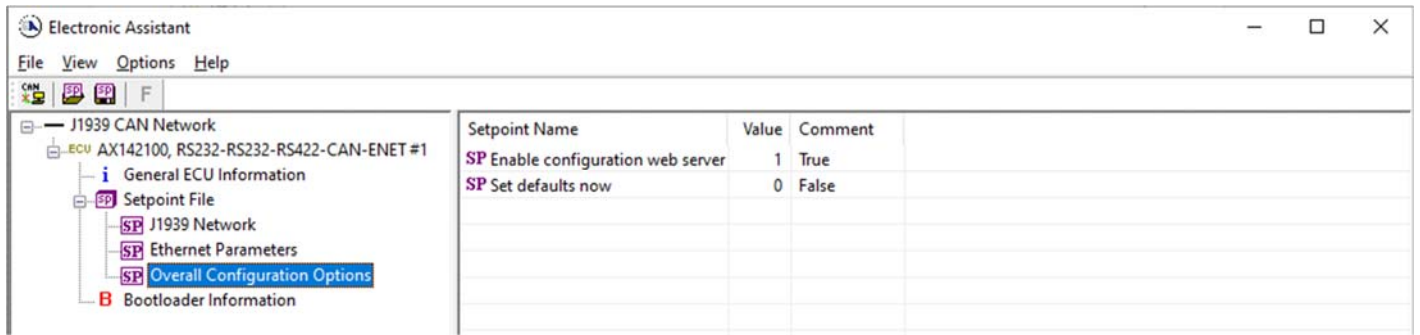 Electronic Assistant
File View Options Help
CAN SP SP F
J1939 CAN Network
ECU AX142100, RS232-RS232-RS422-CAN-ENET #1
i General ECU Information
SP Setpoint File
SP J1939 Network
SP Ethernet Parameters
SP Overall Configuration Options
B Bootloader Information
Setpoint Name Value Comment
SP Enable configuration web server 1 True
SP Set defaults now 0 False